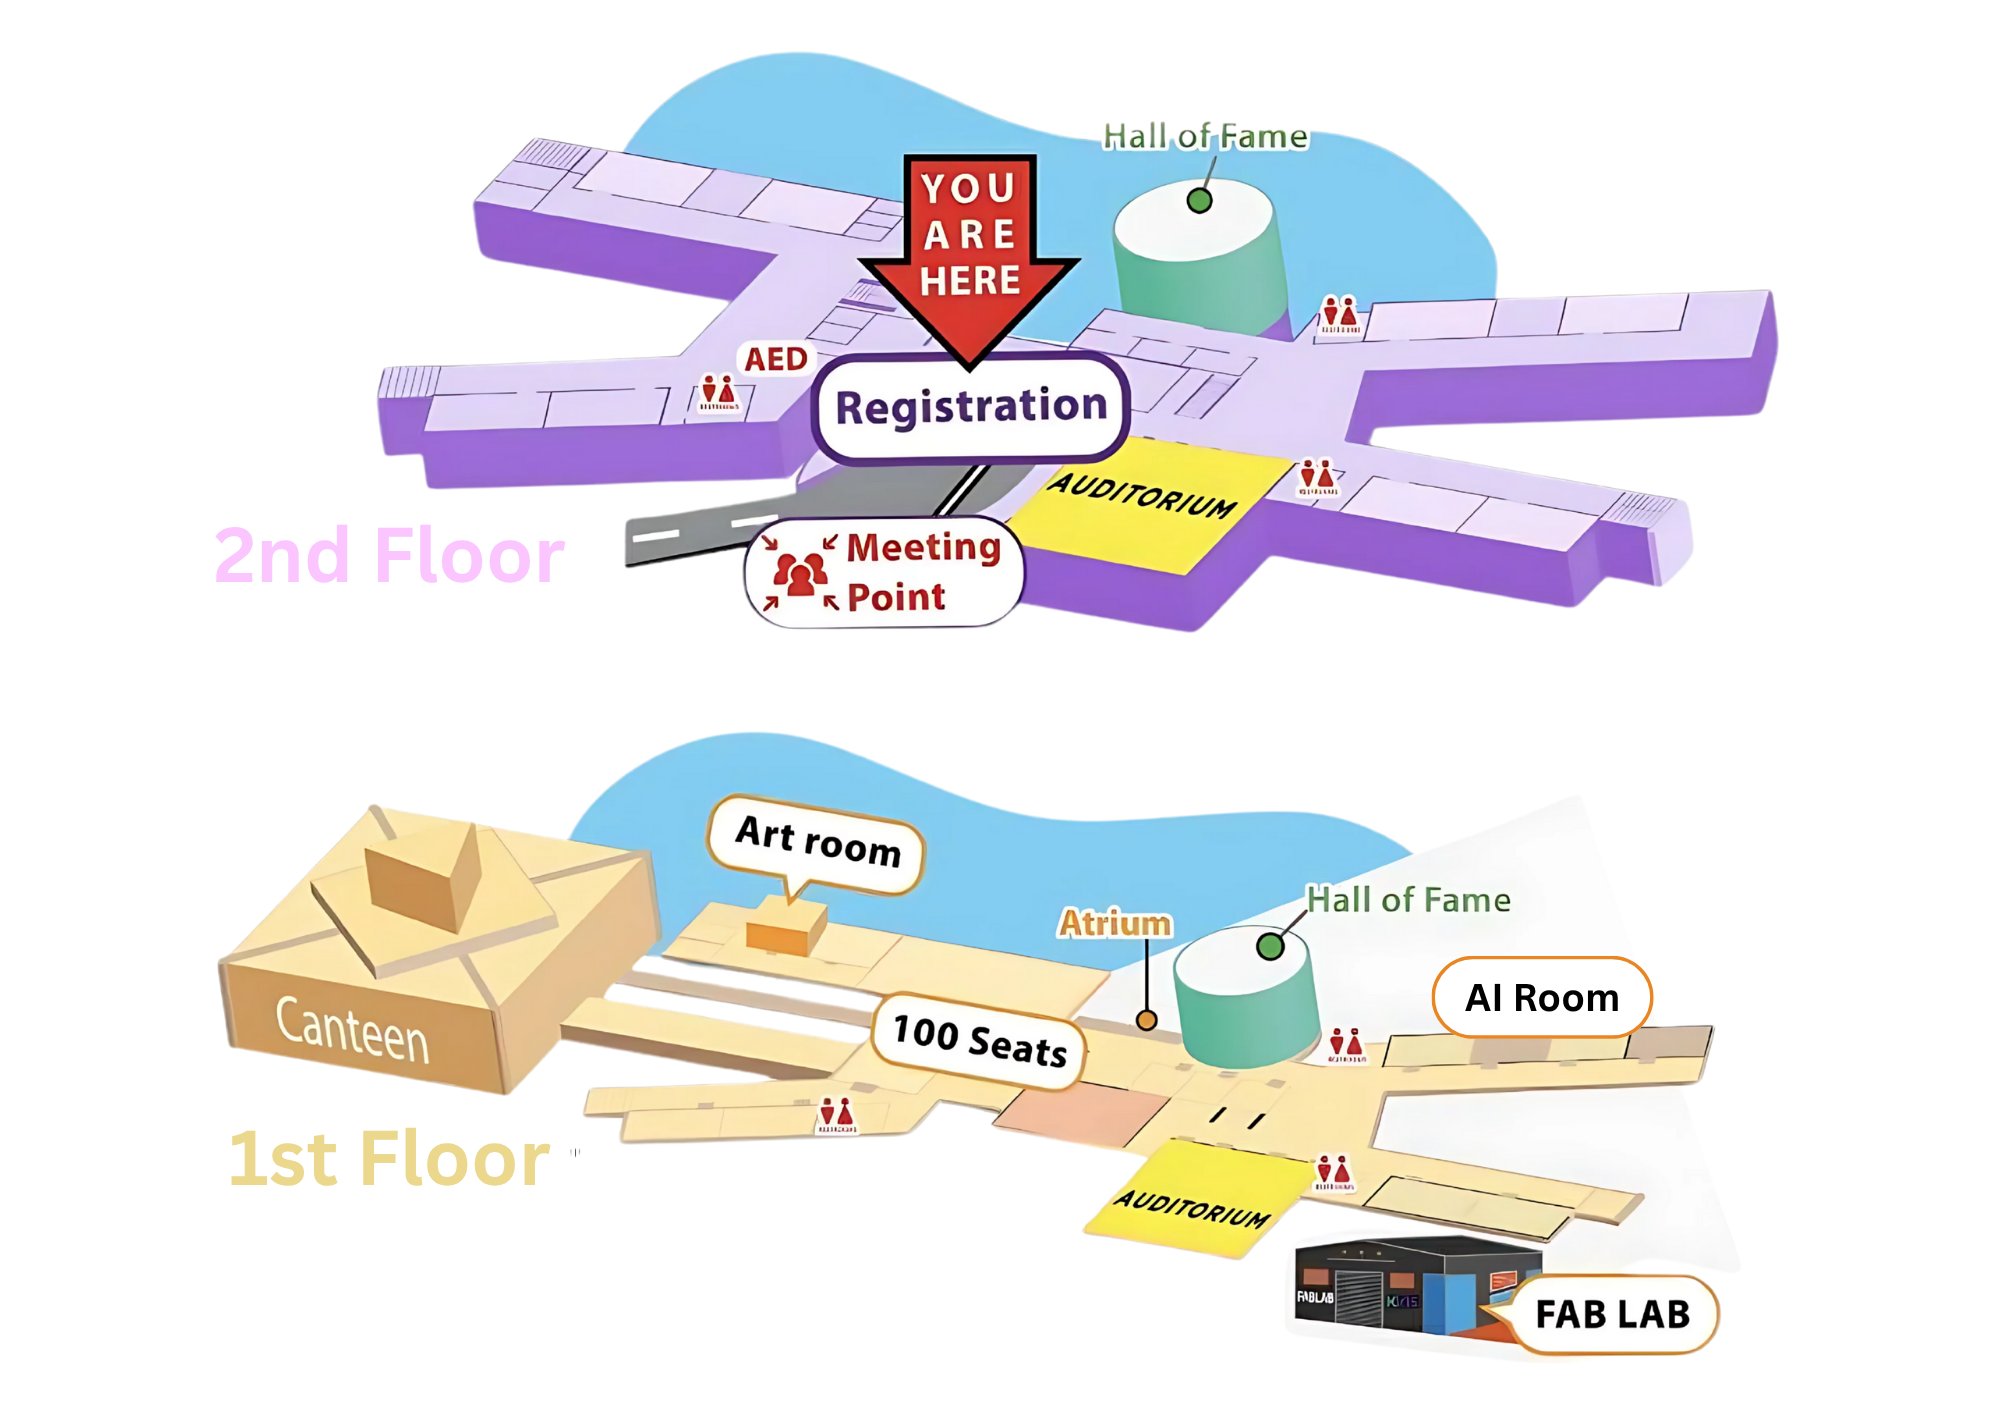 Hall of Fame
YOU
ARE
HERE
AED
Registration
AUDITORIUM
2nd Floor
Meeting
Point
Art room
Hall of Fame
Atrium
AI Room
Canteen
100 Seats
1st Floor
AUDITORIUM
FABLAB
KVIS
FAB LAB